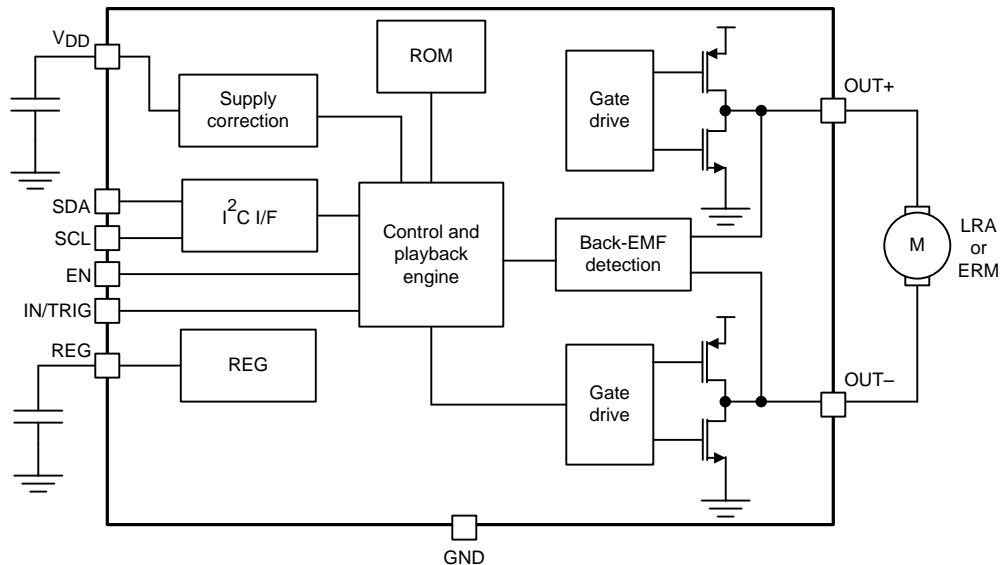 VDD
ROM
OUT+
Supply
correction
Gate
drive
SDA
I2C I/F
SCL
Control and
playback
engine
Back-EMF
detection
M
LRA
or
ERM
EN
IN/TRIG
REG
REG
Gate
drive
OUT–
GND